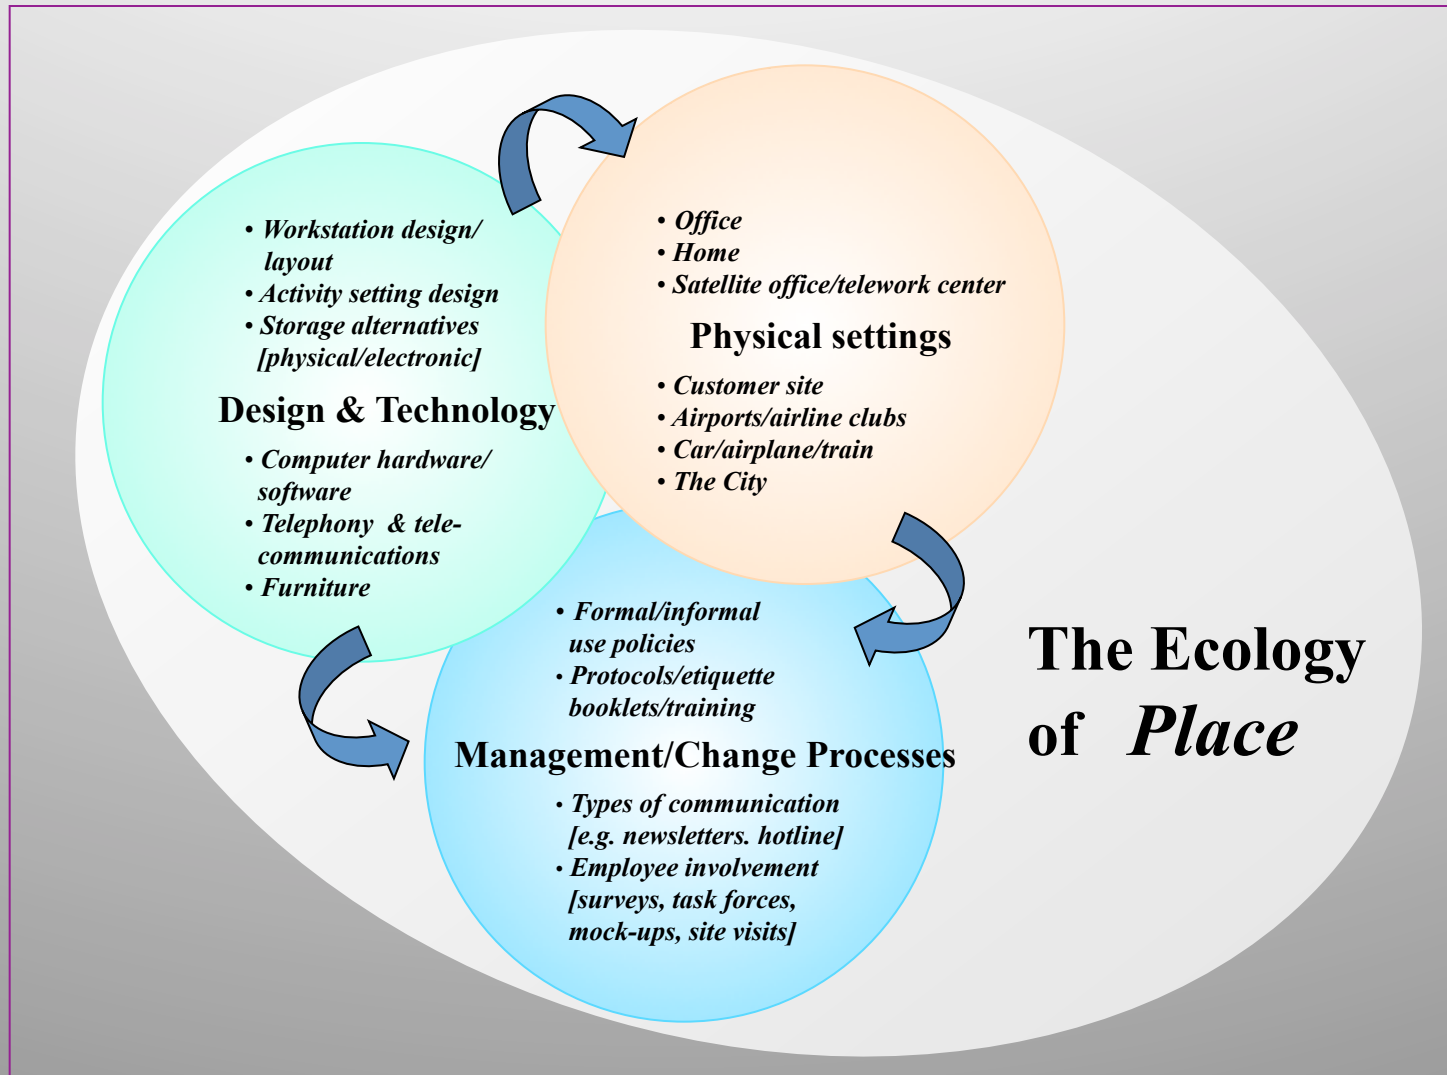 • Workstation design/
layout
• Activity setting design
• Storage alternatives
[physical/electronic]
Design & Technology
• Computer hardware/
software
• Telephony & tele-
communications
• Furniture
• Office
• Home
• Satellite office/telework center
Physical settings
• Customer site
• Airports/airline clubs
• Car/airplane/train
• The City
• Formal/informal
use policies
• Protocols/etiquette
booklets/training
Management/Change Processes
• Types of communication
[e.g. newsletters. hotline]
• Employee involvement
[surveys, task forces,
mock-ups, site visits]
The Ecology
of Place